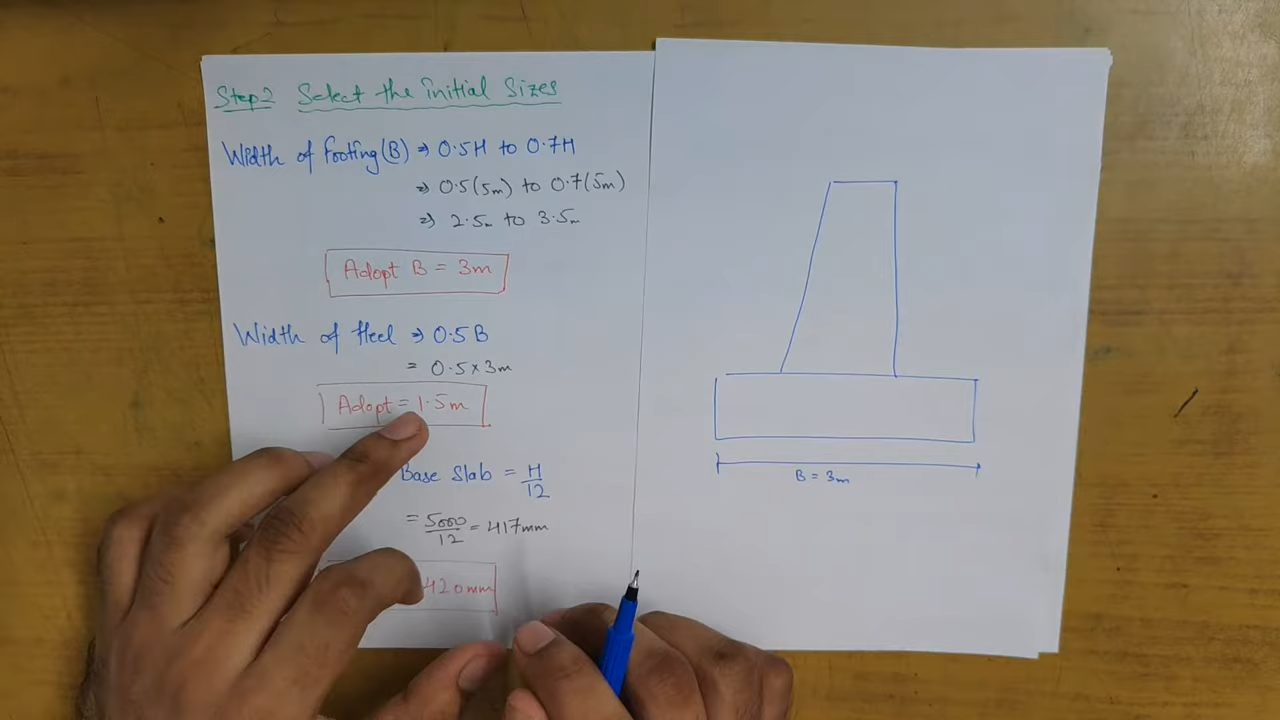 Step2 Select the initial Sizes
Width of Footing (B) ⇒ 0.5H to 0.7H
⇒ 0.5(5m) to 0.7(5m)
⇒ 2.5m to 3.5m
Adopt B = 3m
Width of Heel ⇒ 0.5B
= 0.5×3m
Adopt = 1.5m
Base Slab = H/12
= 5000/12 = 417mm
420mm
B = 3m